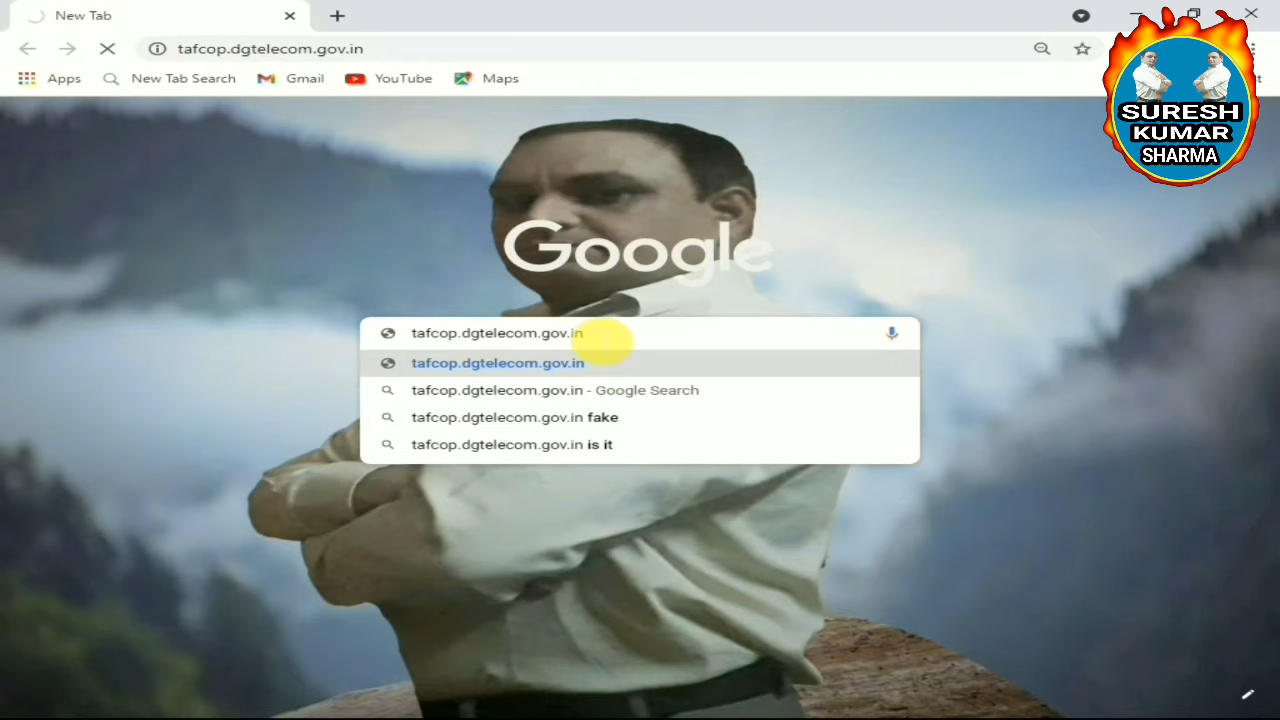 New Tab
tafcop.dgtelecom.gov.in
Apps
New Tab Search
Gmail
YouTube
Maps
SURESH
KUMAR
SHARMA
Google
tafcop.dgtelecom.gov.in
tafcop.dgtelecom.gov.in
tafcop.dgtelecom.gov.in - Google Search
tafcop.dgtelecom.gov.in fake
tafcop.dgtelecom.gov.in is it